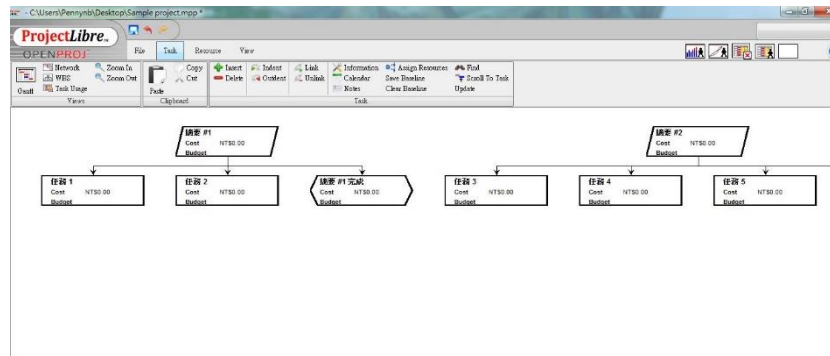 - C:\Users\Pennynb\Desktop\Sample project.mpp *
ProjectLibre
OPENPROJ
File Task Resource View
Network Zoom In
WBS Zoom Out
Gantt Task Usage
Views
Copy
Cut
Paste
Clipboard
Insert Indent Link Information Assign Resources Find
Delete Outdent Unlink Calendar Save Baseline Scroll To Task
Notes Clear Baseline Update
Task
摘要 #1
Cost NT$0.00
Budget
摘要 #2
Cost NT$0.00
Budget
任務 1
Cost NT$0.00
Budget
任務 2
Cost NT$0.00
Budget
摘要 #1 完成
Cost NT$0.00
Budget
任務 3
Cost NT$0.00
Budget
任務 4
Cost NT$0.00
Budget
任務 5
Cost NT$0.00
Budget